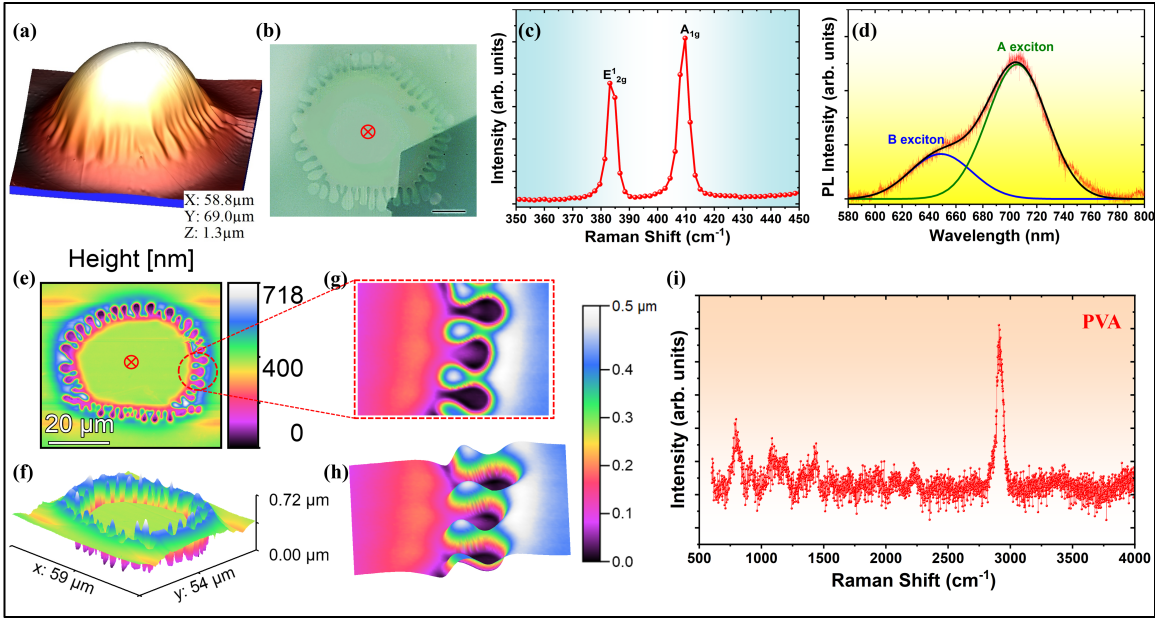 (a)
X: 58.8µm
Y: 69.0µm
Z: 1.3µm
(b)
(c)
Intensity (arb. units)
E¹₂g
A₁g
350 360 370 380 390 400 410 420 430 440 450
Raman Shift (cm⁻¹)
(d)
PL Intensity (arb. units)
A exciton
B exciton
580 600 620 640 660 680 700 720 740 760 780 800
Wavelength (nm)
(e)
Height [nm]
718
400
0
20 µm
(f)
0.72 µm
0.00 µm
x: 59 µm
y: 54 µm
(g)
(h)
0.5 µm
0.4
0.3
0.2
0.1
0.0
(i)
PVA
Intensity (arb. units)
500 1000 1500 2000 2500 3000 3500 4000
Raman Shift (cm⁻¹)